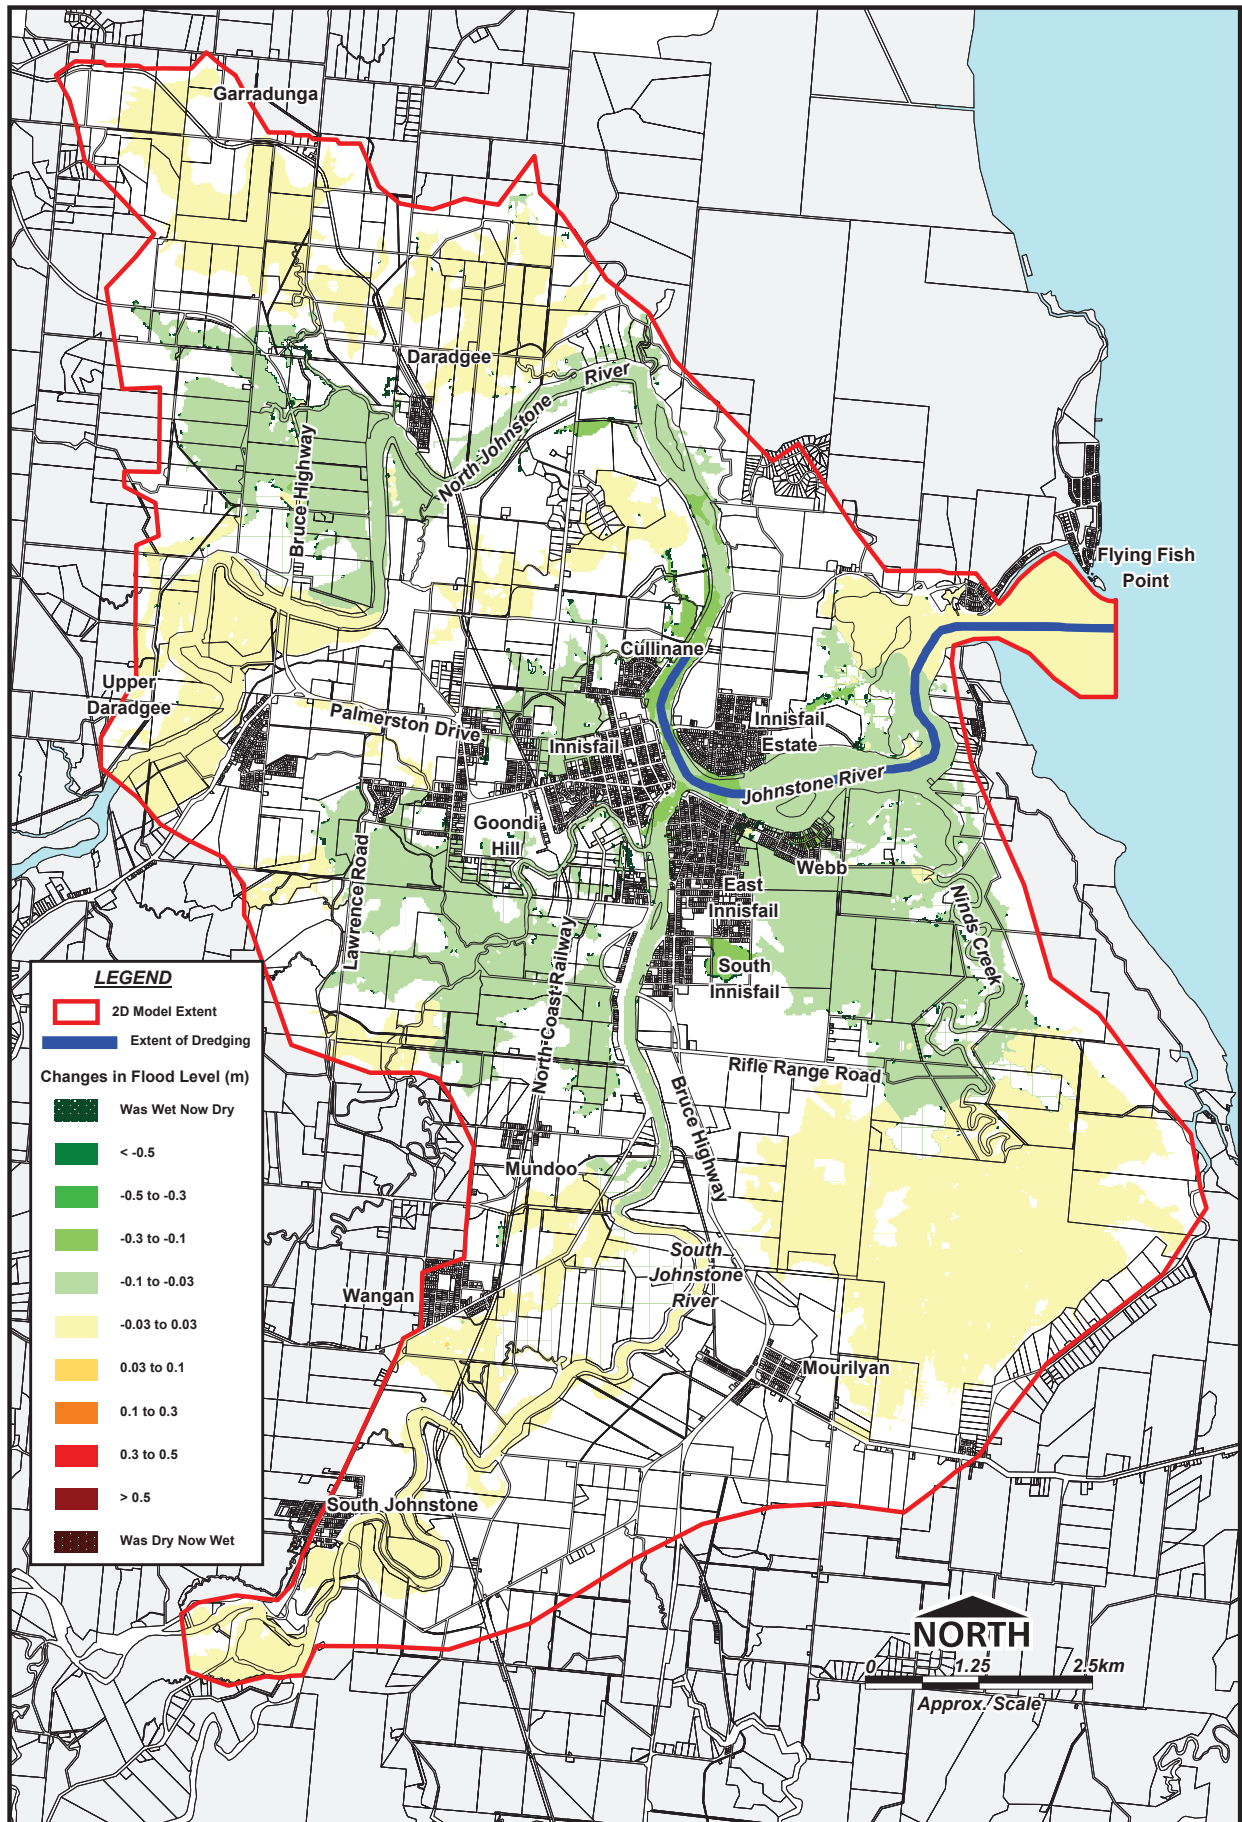 Garradunga
Daradgee
River
North Johnstone
Bruce Highway
Flying Fish
Point
Cullinane
Upper
Daradgee
Palmerston Drive
Innisfail
Innisfail
Estate
Johnstone River
Goondi
Hill
Webb
East
Innisfail
Lawrence Road
Ninds Creek
North Coast Railway
South
Innisfail
Rifle Range Road
Bruce Highway
Mundoo
South
Johnstone
River
Wangan
Mourilyan
South Johnstone
LEGEND
2D Model Extent
Extent of Dredging
Changes in Flood Level (m)
Was Wet Now Dry
< -0.5
-0.5 to -0.3
-0.3 to -0.1
-0.1 to -0.03
-0.03 to 0.03
0.03 to 0.1
0.1 to 0.3
0.3 to 0.5
> 0.5
Was Dry Now Wet
NORTH
0 1.25 2.5km
Approx. Scale